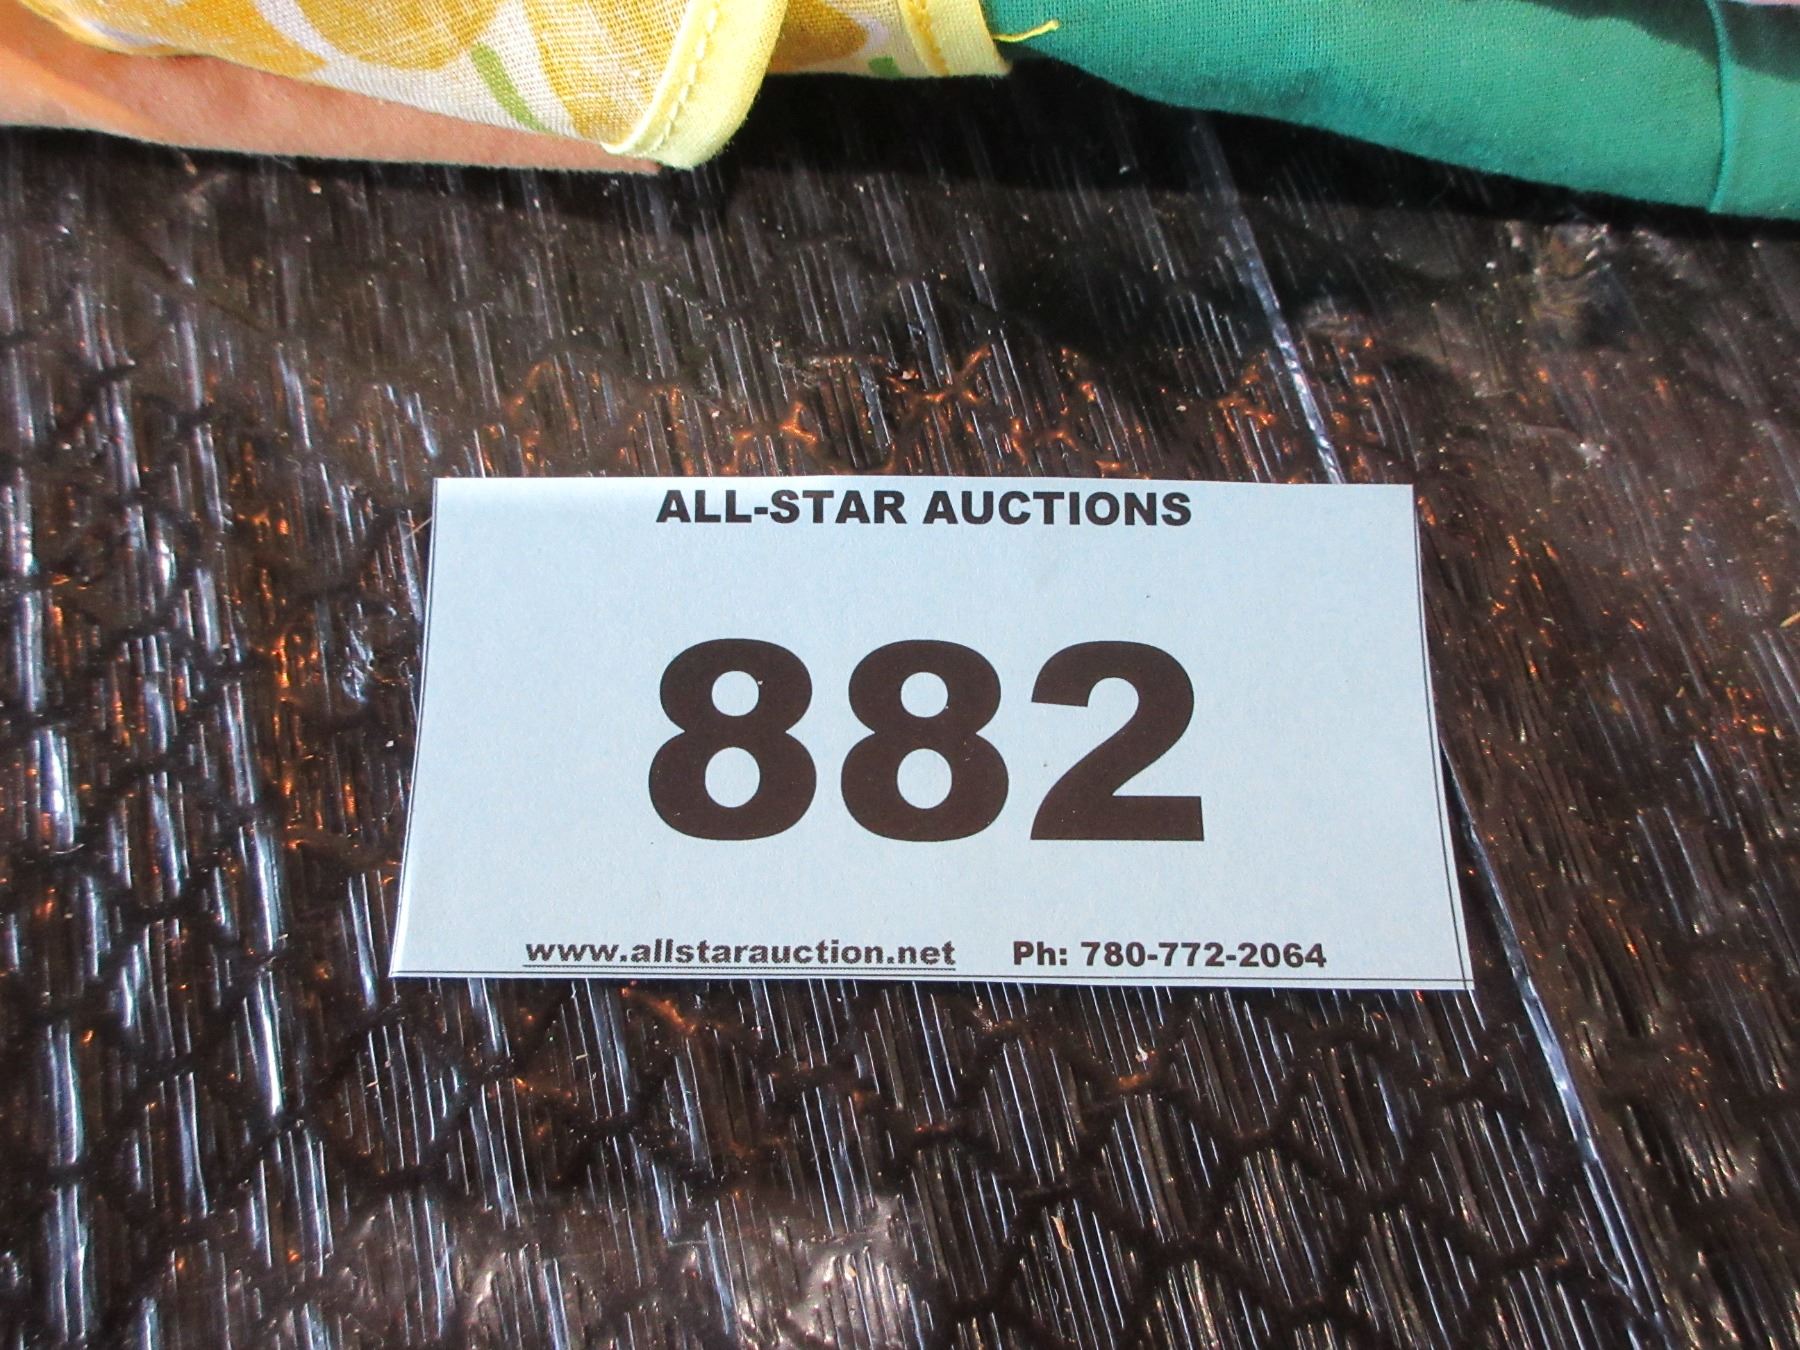 ALL-STAR AUCTIONS
882
www.allstarauction.net Ph: 780-772-2064